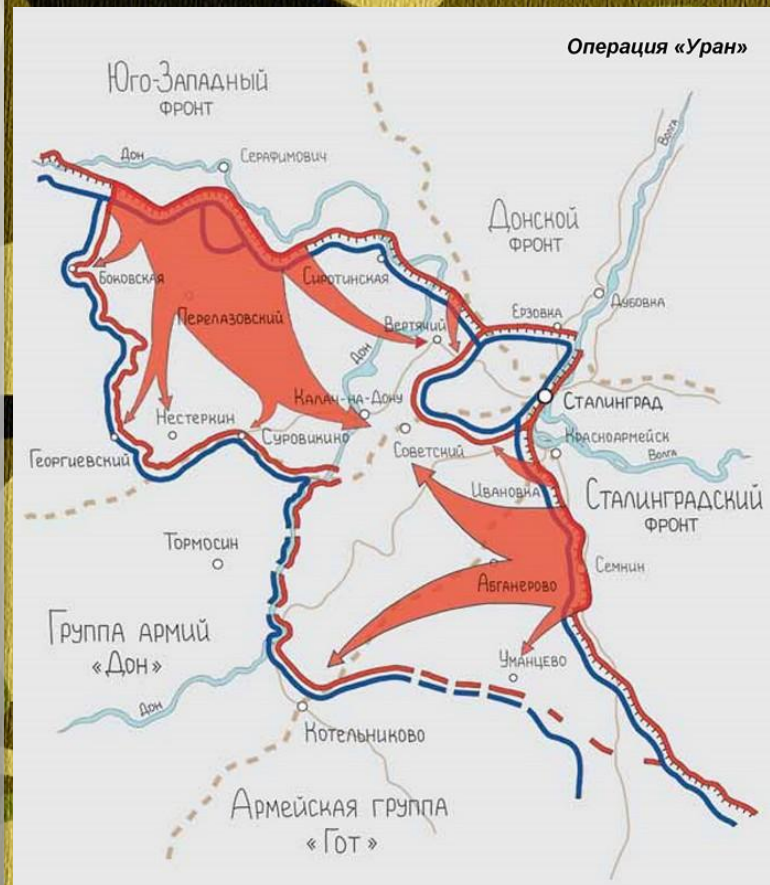 Операция «Уран»
Юго-Западный
фронт
Дон
Серафимович
Волга
Донской
фронт
Боковская
Сиротинская
Дубовка
Ерзовка
Перелазовский
Вертячий
Дон
Калач-на-Дону
Сталинград
Нестеркин
Суровикино
Советский
Красноармейск
Георгиевский
Волга
Ивановка
Сталинградский
фронт
Тормосин
Семнин
Абганерово
Группа армий
«Дон»
Уманцево
Дон
Котельниково
Армейская группа
«Гот»